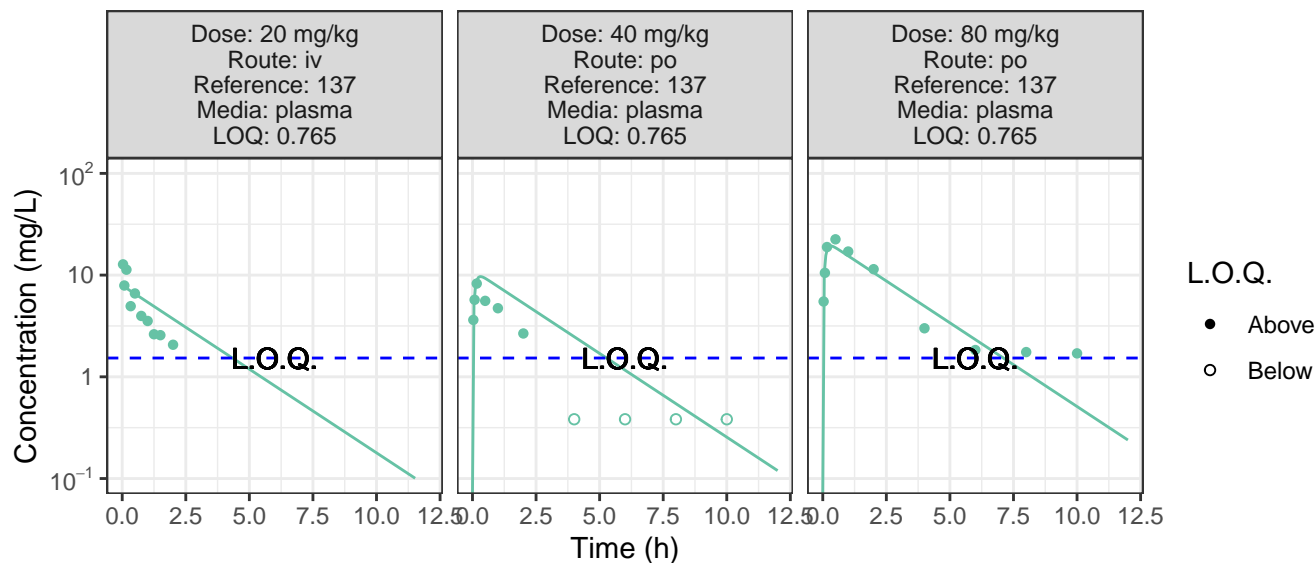 Dose: 20 mg/kg
Route: iv
Reference: 137
Media: plasma
LOQ: 0.765
Dose: 40 mg/kg
Route: po
Reference: 137
Media: plasma
LOQ: 0.765
Dose: 80 mg/kg
Route: po
Reference: 137
Media: plasma
LOQ: 0.765
Concentration (mg/L)
10²
10
1
10⁻¹
L.O.Q.
L.O.Q.
L.O.Q.
0.0 2.5 5.0 7.5 10.0 12.5
0.0 2.5 5.0 7.5 10.0 12.5
0.0 2.5 5.0 7.5 10.0 12.5
Time (h)
L.O.Q.
Above
Below